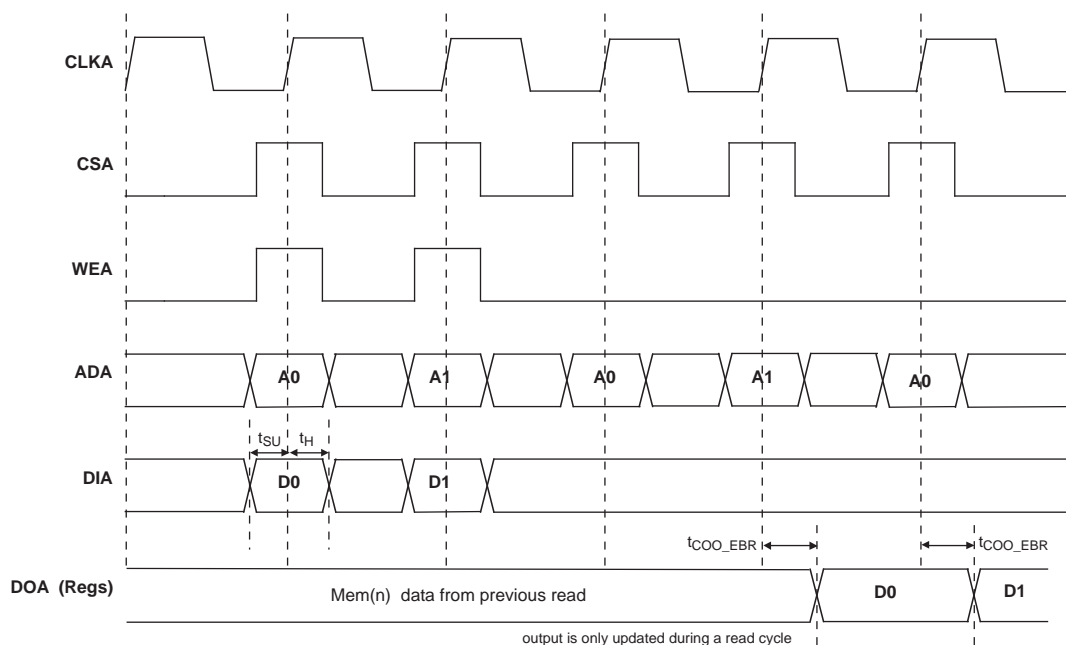 CLKA
CSA
WEA
ADA A0 A1 A0 A1 A0
tSU tH
DIA D0 D1
tCOO_EBR tCOO_EBR
DOA (Regs) Mem(n) data from previous read D0 D1
output is only updated during a read cycle